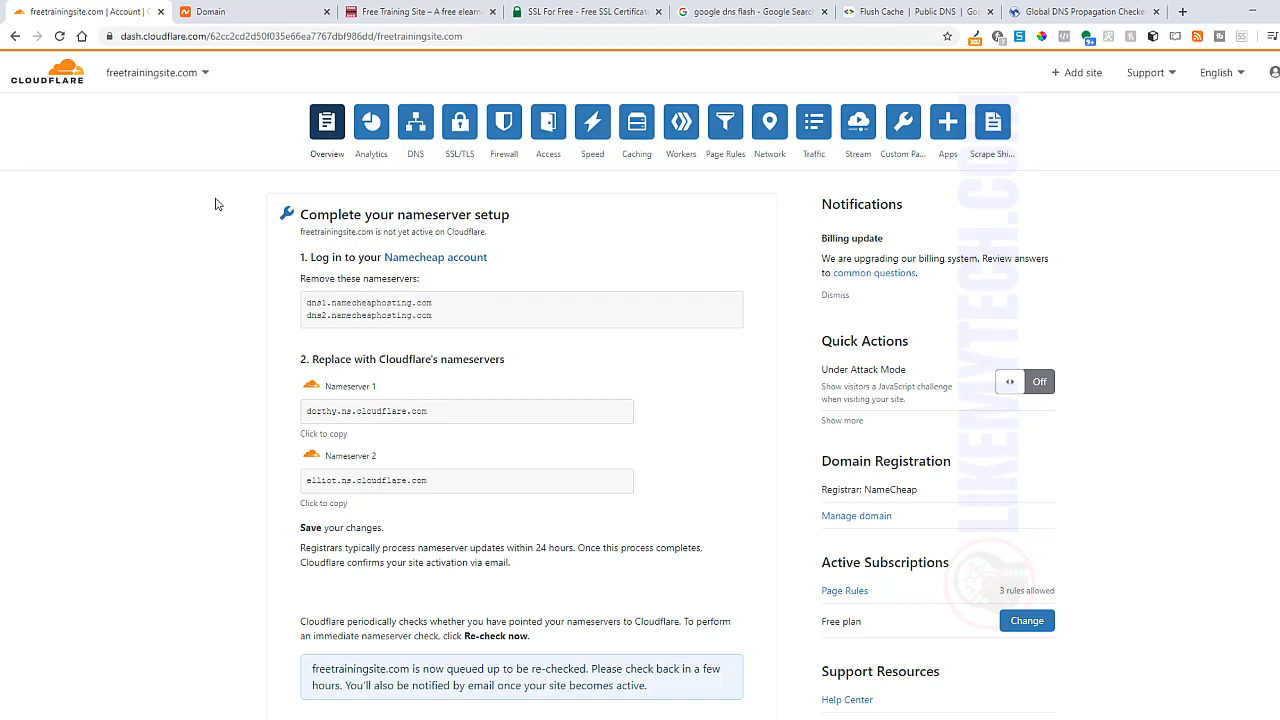 freetrainingsite.com | Account | C
Domain
Free Training Site – A free elearn
SSL For Free - Free SSL Certificate
google dns flash - Google Search
Flush Cache | Public DNS | Go
Global DNS Propagation Checke
dash.cloudflare.com/62cc2cd2d50f035e66ea7767dbf986dd/freetrainingsite.com
CLOUDFLARE
freetrainingsite.com
Add site
Support
English
Overview
Analytics
DNS
SSL/TLS
Firewall
Access
Speed
Caching
Workers
Page Rules
Network
Traffic
Stream
Custom Pa...
Apps
Scrape Shi...
Complete your nameserver setup
freetrainingsite.com is not yet active on Cloudflare.
1. Log in to your Namecheap account
Remove these nameservers:
dns1.namecheaphosting.com
dns2.namecheaphosting.com
2. Replace with Cloudflare's nameservers
Nameserver 1
dorthy.ns.cloudflare.com
Click to copy
Nameserver 2
elliot.ns.cloudflare.com
Click to copy
Save your changes.
Registrars typically process nameserver updates within 24 hours. Once this process completes,
Cloudflare confirms your site activation via email.
Cloudflare periodically checks whether you have pointed your nameservers to Cloudflare. To perform
an immediate nameserver check, click Re-check now.
freetrainingsite.com is now queued up to be re-checked. Please check back in a few
hours. You'll also be notified by email once your site becomes active.
Notifications
Billing update
We are upgrading our billing system. Review answers
to common questions.
Dismiss
Quick Actions
Under Attack Mode
Show visitors a JavaScript challenge
when visiting your site.
Off
Show more
Domain Registration
Registrar: NameCheap
Manage domain
Active Subscriptions
Page Rules
3 rules allowed
Free plan
Change
Support Resources
Help Center
LIKEMYTECH.COM